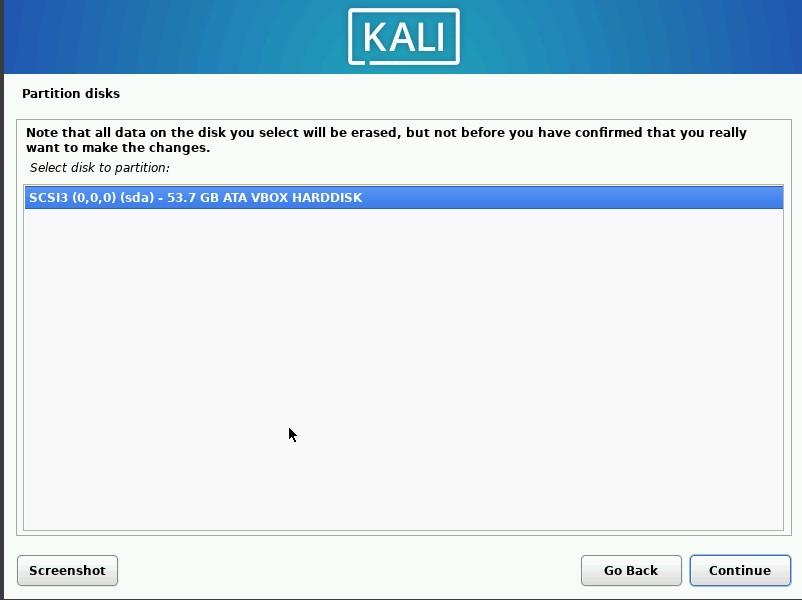 KALI
Partition disks
Note that all data on the disk you select will be erased, but not before you have confirmed that you really
want to make the changes.
Select disk to partition:
SCSI3 (0,0,0) (sda) - 53.7 GB ATA VBOX HARDDISK
Screenshot
Go Back
Continue